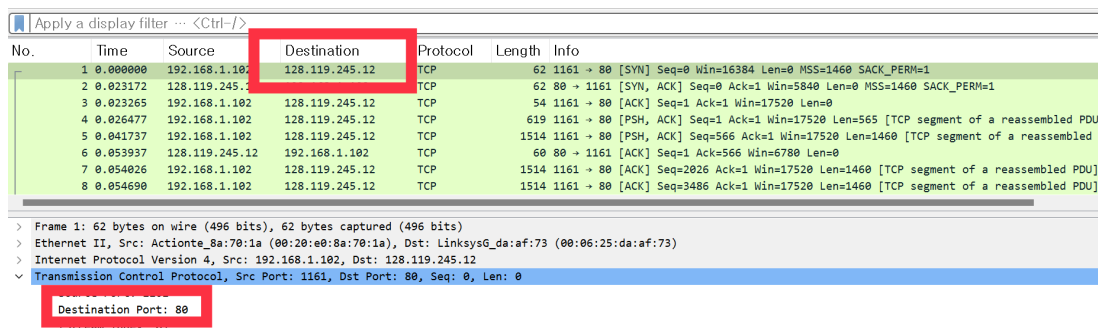 Apply a display filter ··· <Ctrl-/>
No. Time Source Destination Protocol Length Info
1 0.000000 192.168.1.102 128.119.245.12 TCP 62 1161 → 80 [SYN] Seq=0 Win=16384 Len=0 MSS=1460 SACK_PERM=1
2 0.023172 128.119.245.1 TCP 62 80 → 1161 [SYN, ACK] Seq=0 Ack=1 Win=5840 Len=0 MSS=1460 SACK_PERM=1
3 0.023265 192.168.1.102 128.119.245.12 TCP 54 1161 → 80 [ACK] Seq=1 Ack=1 Win=17520 Len=0
4 0.026477 192.168.1.102 128.119.245.12 TCP 619 1161 → 80 [PSH, ACK] Seq=1 Ack=1 Win=17520 Len=565 [TCP segment of a reassembled PDU
5 0.041737 192.168.1.102 128.119.245.12 TCP 1514 1161 → 80 [PSH, ACK] Seq=566 Ack=1 Win=17520 Len=1460 [TCP segment of a reassembled
6 0.053937 128.119.245.12 192.168.1.102 TCP 60 80 → 1161 [ACK] Seq=1 Ack=566 Win=6780 Len=0
7 0.054026 192.168.1.102 128.119.245.12 TCP 1514 1161 → 80 [ACK] Seq=2026 Ack=1 Win=17520 Len=1460 [TCP segment of a reassembled PDU]
8 0.054690 192.168.1.102 128.119.245.12 TCP 1514 1161 → 80 [ACK] Seq=3486 Ack=1 Win=17520 Len=1460 [TCP segment of a reassembled PDU]
Frame 1: 62 bytes on wire (496 bits), 62 bytes captured (496 bits)
Ethernet II, Src: Actionte_8a:70:1a (00:20:e0:8a:70:1a), Dst: LinksysG_da:af:73 (00:06:25:da:af:73)
Internet Protocol Version 4, Src: 192.168.1.102, Dst: 128.119.245.12
Transmission Control Protocol, Src Port: 1161, Dst Port: 80, Seq: 0, Len: 0
Destination Port: 80